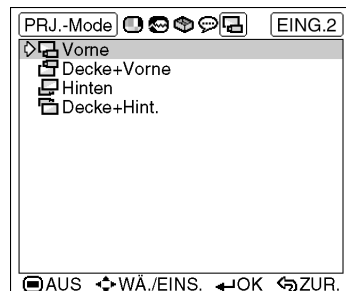 PRJ.-Mode EING.2
Vorne
Decke+Vorne
Hinten
Decke+Hint.
AUS WÄ./EINS. OK ZUR.